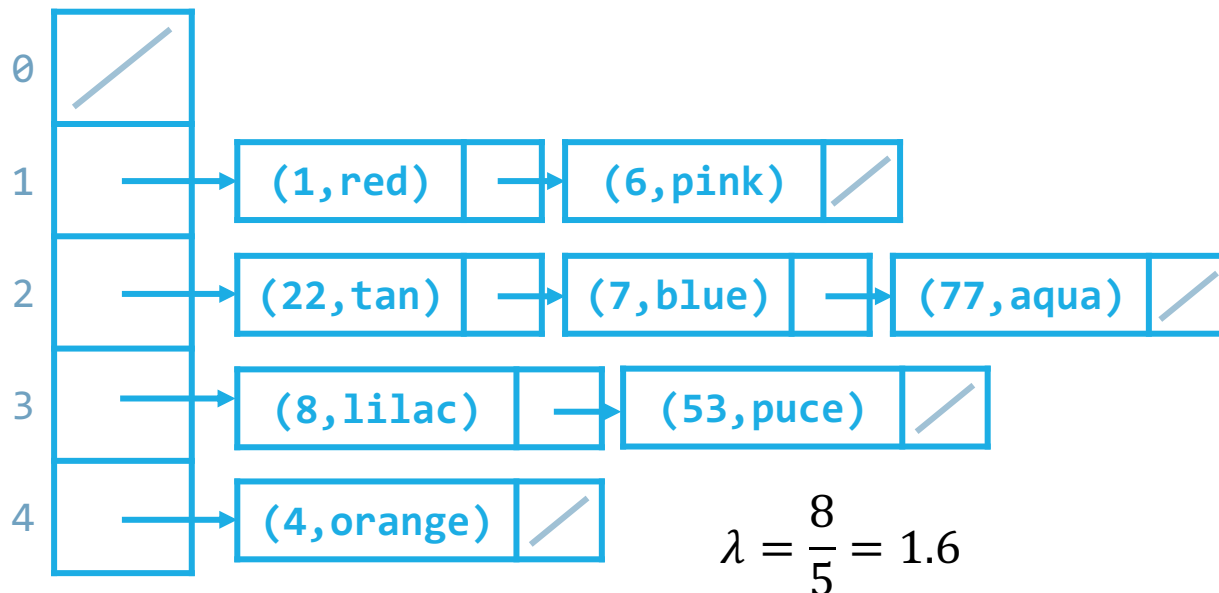 0
1 (1,red) (6,pink)
2 (22,tan) (7,blue) (77,aqua)
3 (8,lilac) (53,puce)
4 (4,orange)
λ = 8/5 = 1.6